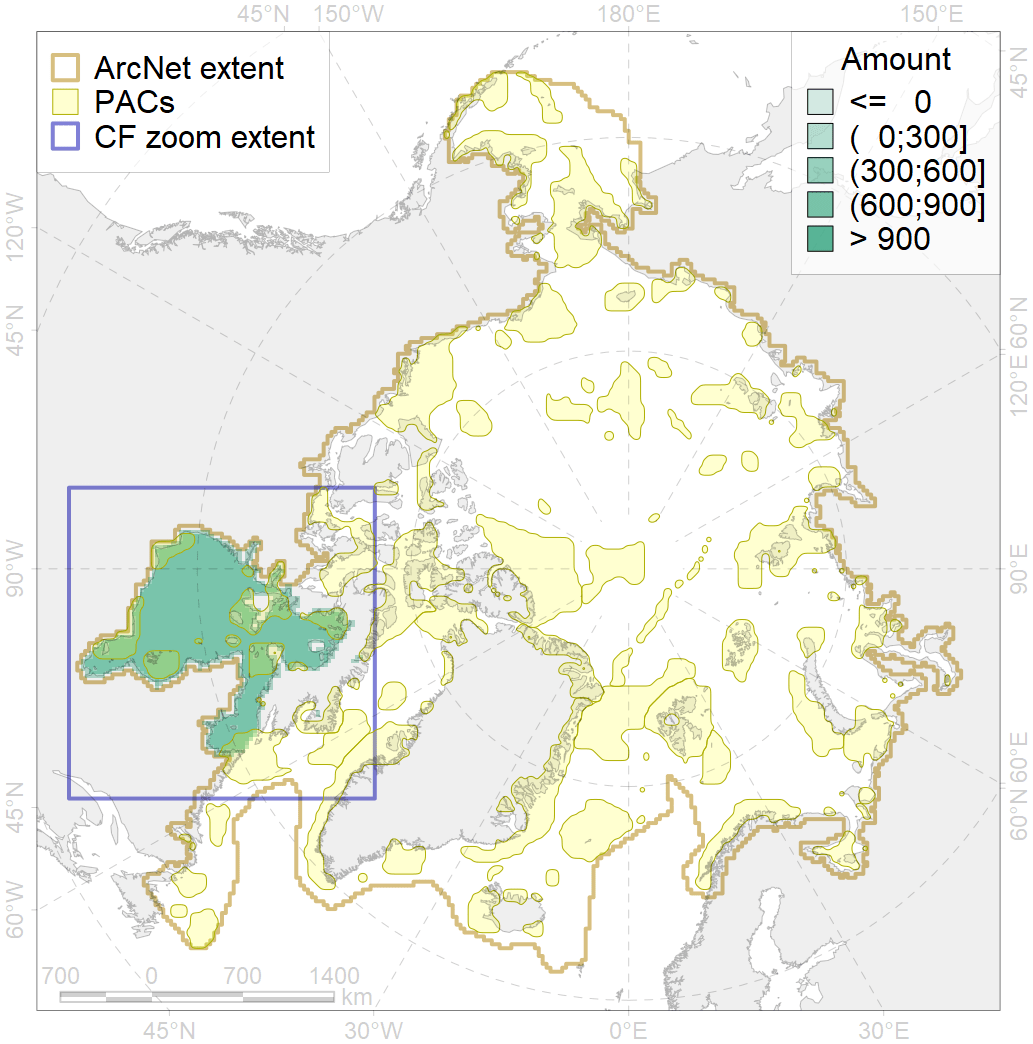 45°N 150°W 180°E 150°E
ArcNet extent
PACs
CF zoom extent
Amount
<= 0
( 0;300]
(300;600]
(600;900]
> 900
45°N
120°W
45°N
90°W
45°N
60°W
60°N
120°E
90°E
60°E
60°N
700 0 700 1400
km
45°N 30°W 0°E 30°E